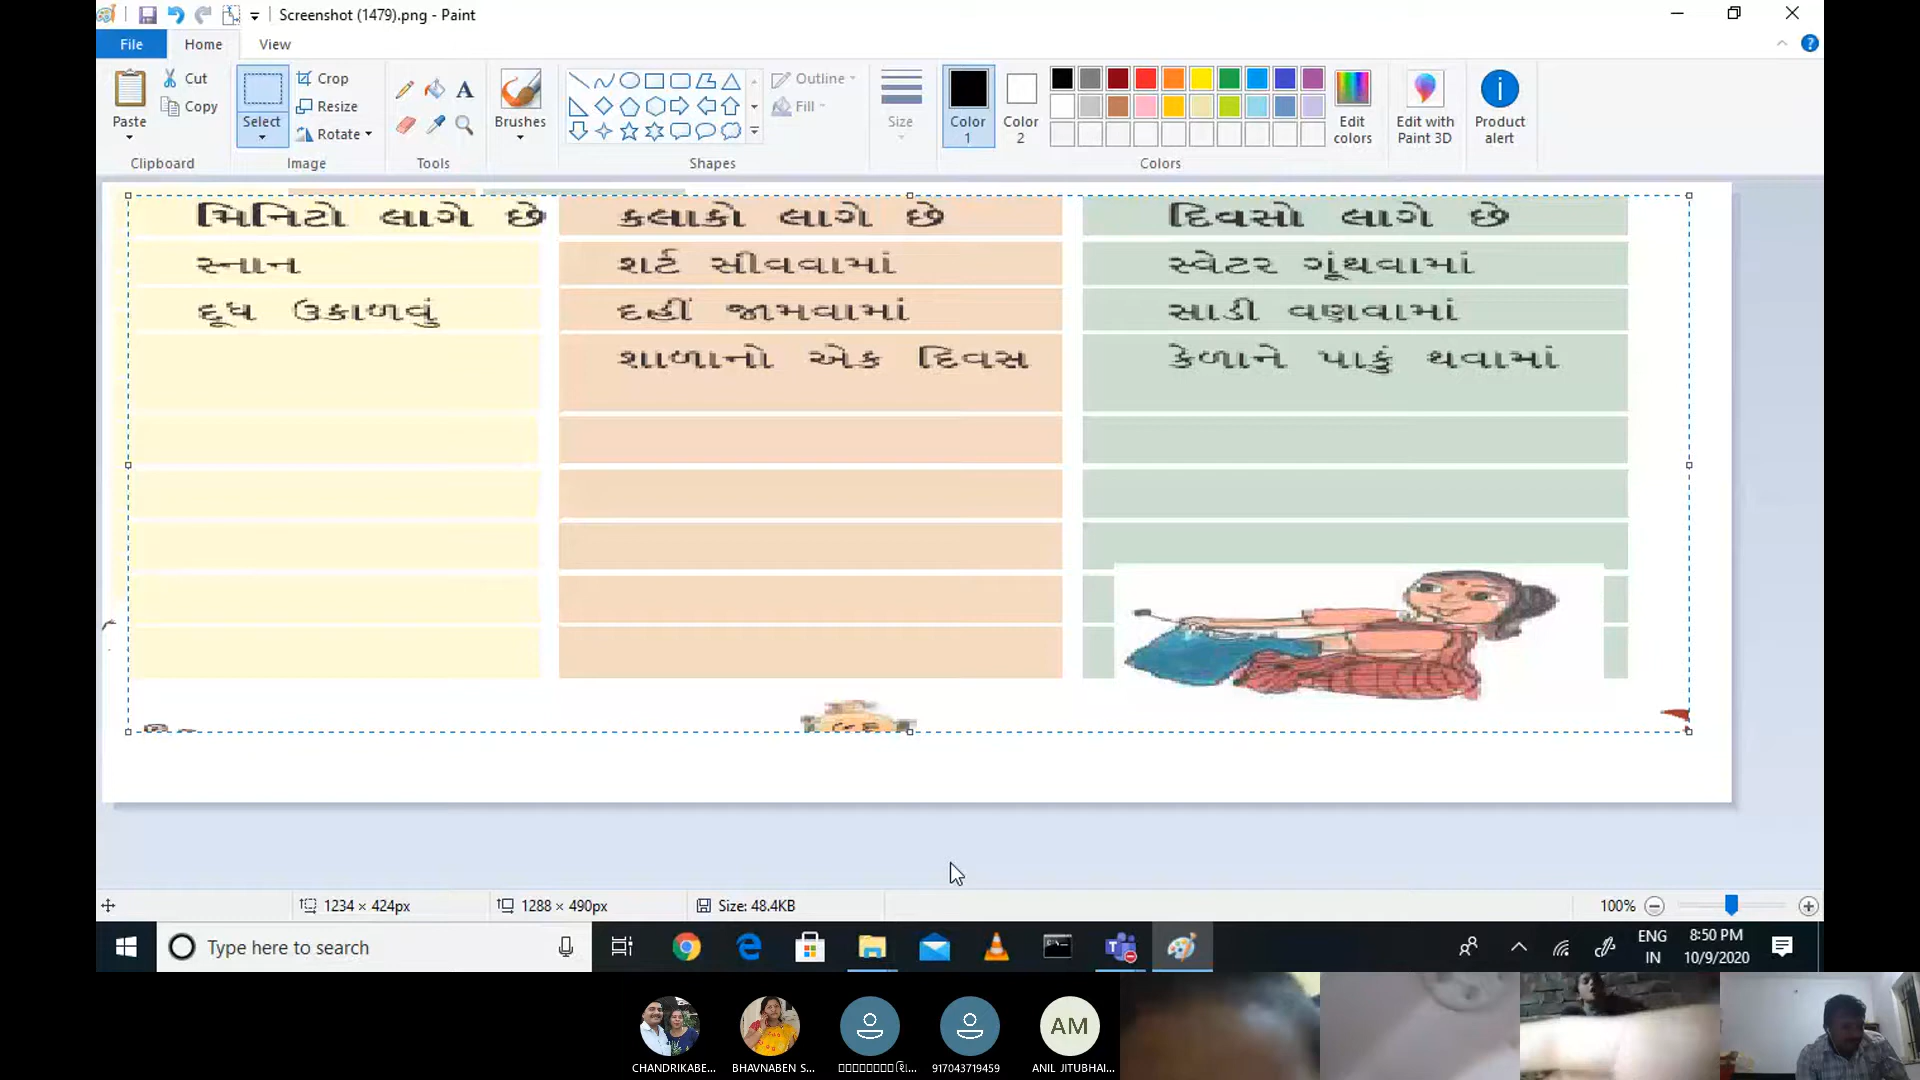 Screenshot (1479).png - Paint
File Home View
Paste
Cut
Copy
Clipboard
Select
Crop
Resize
Rotate
Image
Tools
Brushes
Shapes
Outline
Fill
Size
Color 1
Color 2
Edit colors
Colors
Edit with Paint 3D
Product alert
મિનિટો લાગે છે
સ્નાન
દૂધ ઉકાળવું
કલાકો લાગે છે
શર્ટ સીવવામાં
દહીં જામવામાં
શાળાનો એક દિવસ
દિવસો લાગે છે
સ્વેટર ગૂંથવામાં
સાડી વણવામાં
કેળાને પાકું થવામાં
1234 × 424px
1288 × 490px
Size: 48.4KB
100%
Type here to search
ENG
IN
8:50 PM
10/9/2020
CHANDRIKABE...
BHAVNABEN S...
917043719459
AM
ANIL JITUBHAI...